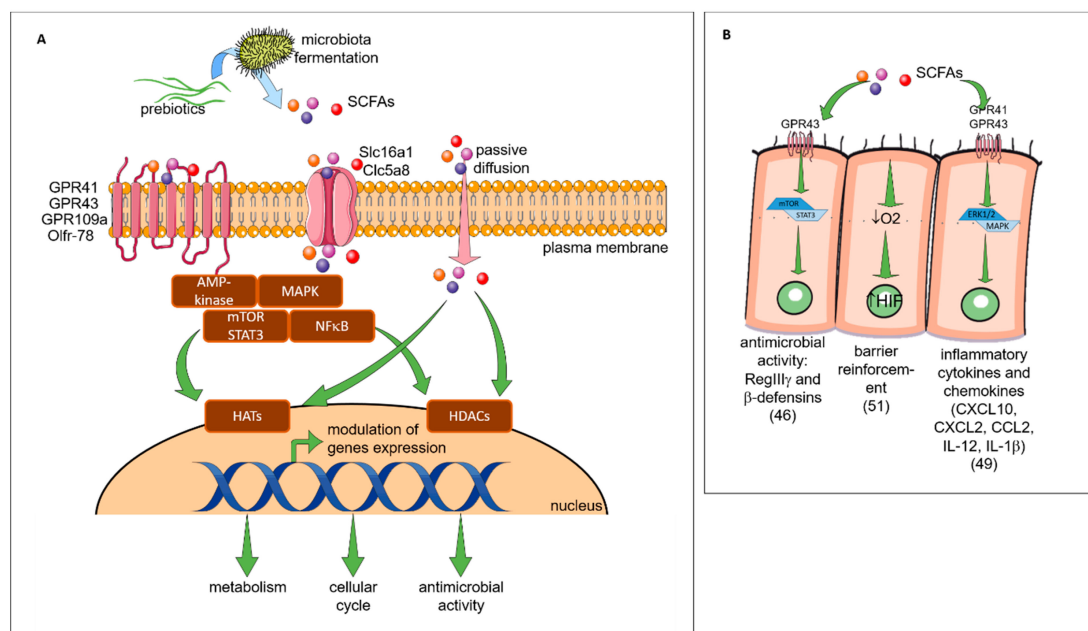 A
microbiota
fermentation
prebiotics
SCFAs
Slc16a1
Clc5a8
passive
diffusion
GPR41
GPR43
GPR109a
Olfr-78
plasma membrane
AMP-
kinase
MAPK
mTOR
STAT3
NFκB
HATs
HDACs
modulation of
genes expression
nucleus
metabolism
cellular
cycle
antimicrobial
activity
B
SCFAs
GPR43
GPR41
GPR43
mTOR
STAT3
↓O2
ERK1/2
MAPK
↑HIF
antimicrobial
activity:
RegIIIγ and
β-defensins
(46)
barrier
reinforcem-
ent
(51)
inflammatory
cytokines and
chemokines
(CXCL10,
CXCL2, CCL2,
IL-12, IL-1β)
(49)